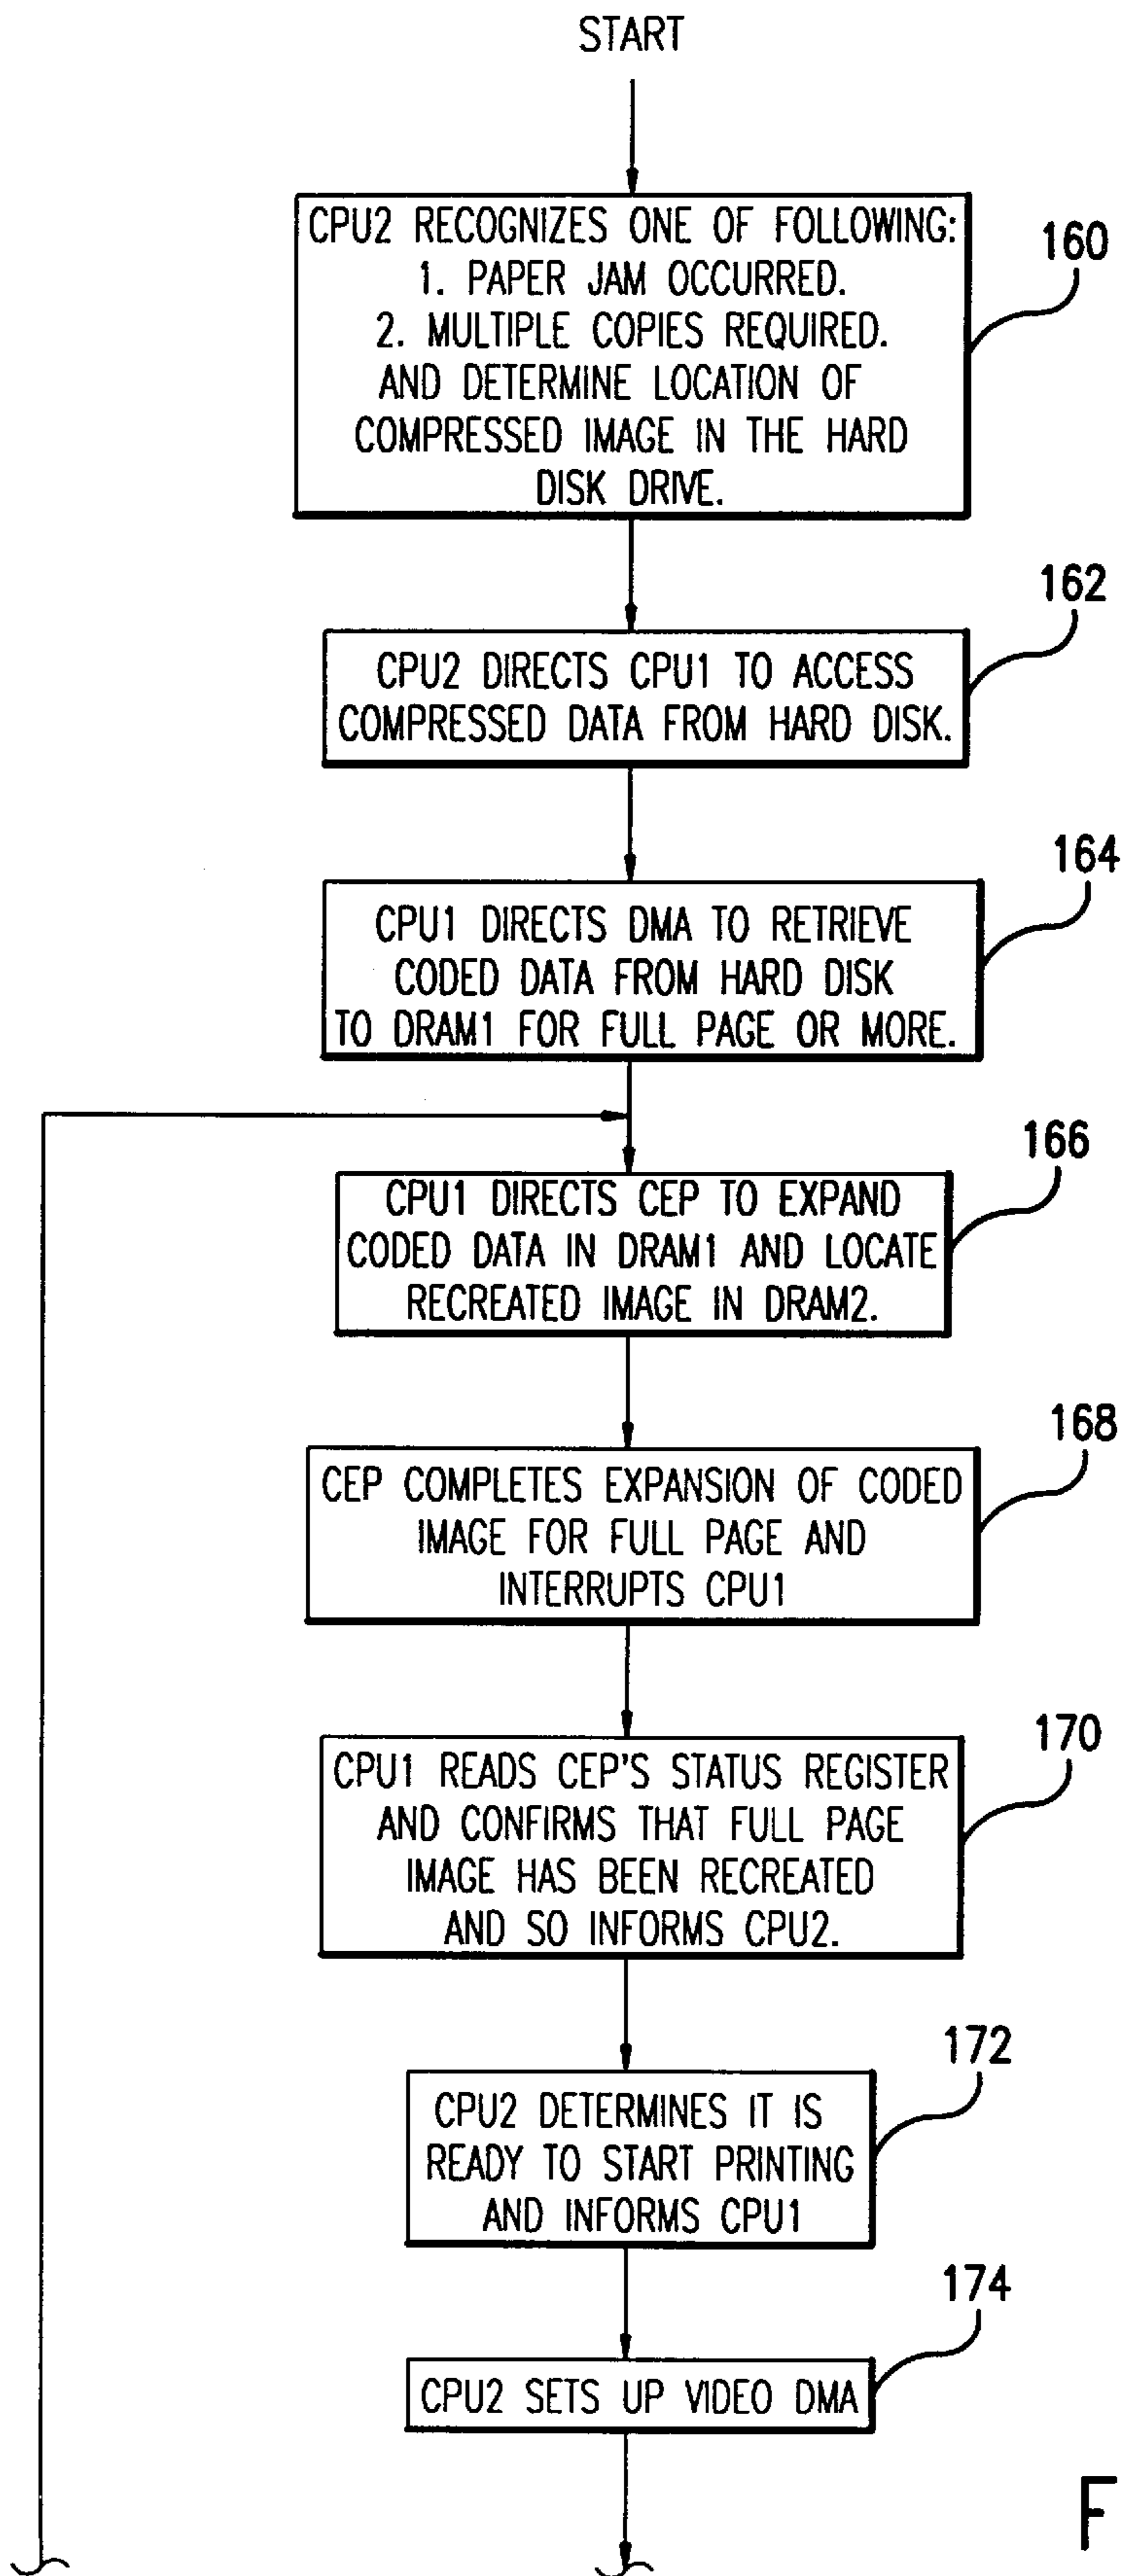 START
CPU2 RECOGNIZES ONE OF FOLLOWING:
1. PAPER JAM OCCURRED.
2. MULTIPLE COPIES REQUIRED.
AND DETERMINE LOCATION OF
COMPRESSED IMAGE IN THE HARD
DISK DRIVE.
160
CPU2 DIRECTS CPU1 TO ACCESS
COMPRESSED DATA FROM HARD DISK.
162
CPU1 DIRECTS DMA TO RETRIEVE
CODED DATA FROM HARD DISK
TO DRAM1 FOR FULL PAGE OR MORE.
164
CPU1 DIRECTS CEP TO EXPAND
CODED DATA IN DRAM1 AND LOCATE
RECREATED IMAGE IN DRAM2.
166
CEP COMPLETES EXPANSION OF CODED
IMAGE FOR FULL PAGE AND
INTERRUPTS CPU1
168
CPU1 READS CEP'S STATUS REGISTER
AND CONFIRMS THAT FULL PAGE
IMAGE HAS BEEN RECREATED
AND SO INFORMS CPU2.
170
CPU2 DETERMINES IT IS
READY TO START PRINTING
AND INFORMS CPU1
172
CPU2 SETS UP VIDEO DMA
174
F